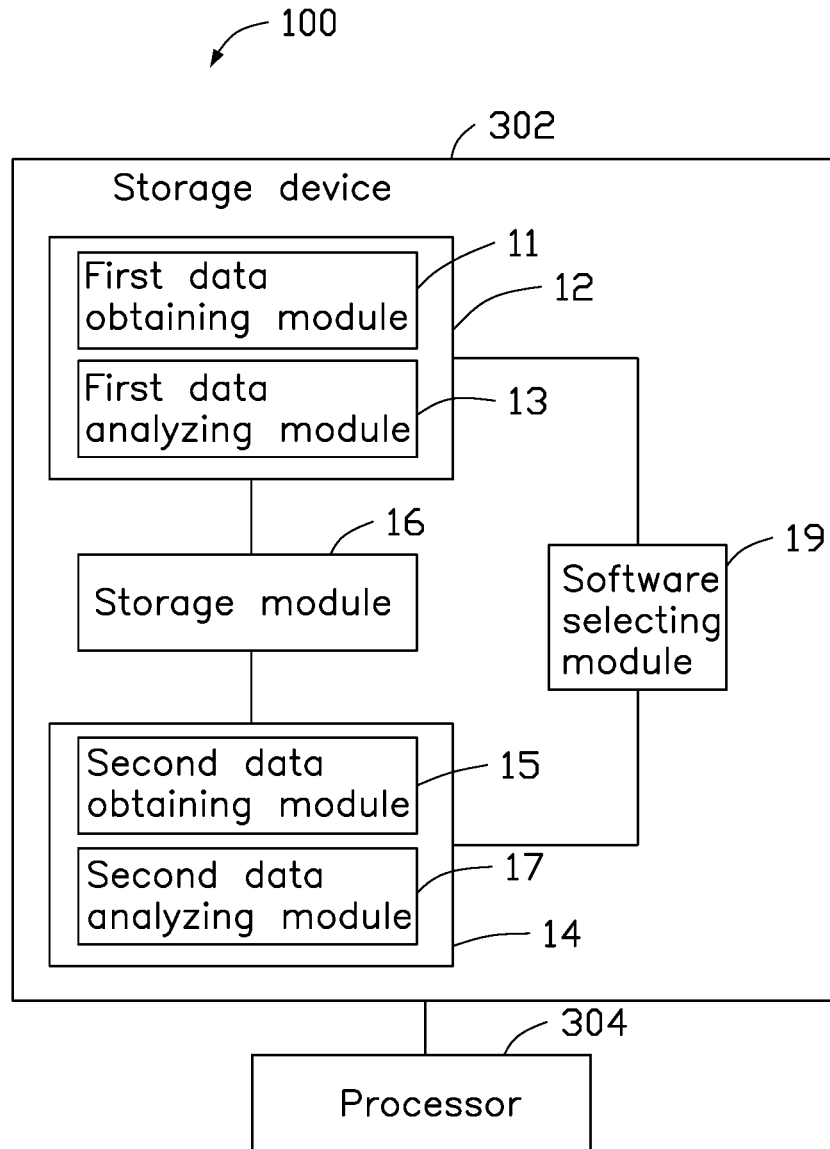 100
302
Storage device
11
First data
obtaining module
12
First data
analyzing module
13
16
Storage module
19
Software
selecting
module
Second data
obtaining module
15
Second data
analyzing module
17
14
304
Processor